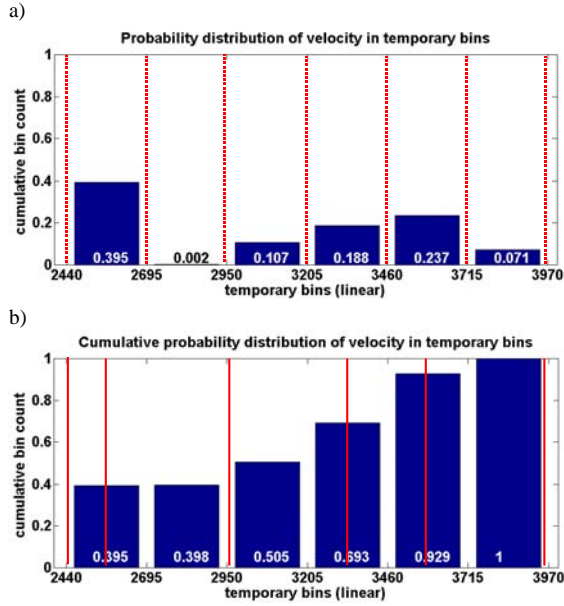 a)
Probability distribution of velocity in temporary bins
cumulative bin count
1
0.8
0.6
0.4
0.2
0
0.395 0.002 0.107 0.188 0.237 0.071
2440 2695 2950 3205 3460 3715 3970
temporary bins (linear)
b)
Cumulative probability distribution of velocity in temporary bins
cumulative bin count
1
0.8
0.6
0.4
0.2
0
0.395 0.398 0.505 0.693 0.929 1
2440 2695 2950 3205 3460 3715 3970
temporary bins (linear)